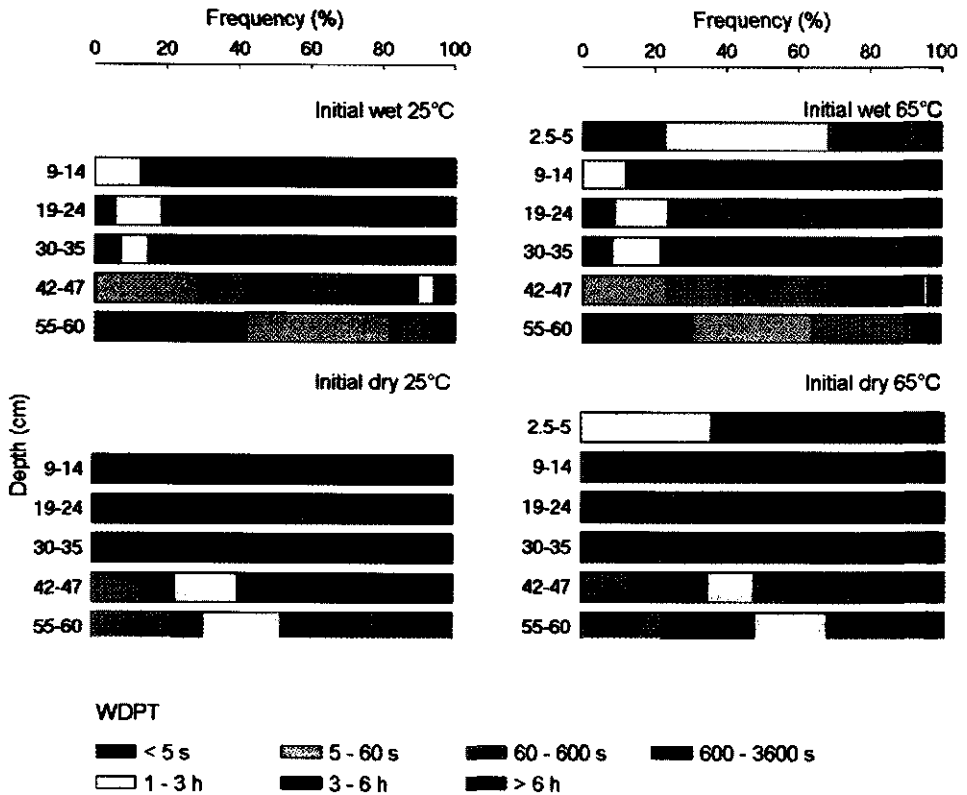 Frequency (%)
0 20 40 60 80 100
Initial wet 25°C
9-14
19-24
30-35
42-47
55-60
Frequency (%)
0 20 40 60 80 100
Initial wet 65°C
2.5-5
9-14
19-24
30-35
42-47
55-60
Depth (cm)
Initial dry 25°C
9-14
19-24
30-35
42-47
55-60
Initial dry 65°C
2.5-5
9-14
19-24
30-35
42-47
55-60
WDPT
< 5 s 5 - 60 s 60 - 600 s 600 - 3600 s
1 - 3 h 3 - 6 h > 6 h